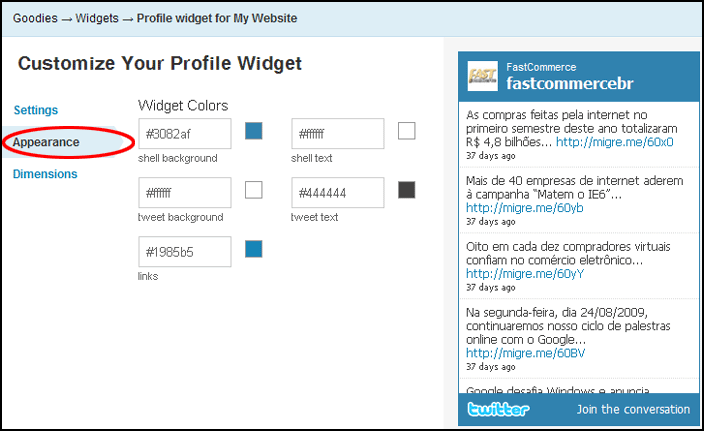 Goodies → Widgets → Profile widget for My Website
Customize Your Profile Widget
Settings
Appearance
Dimensions
Widget Colors
#3082af
#ffffff
shell background
shell text
#ffffff
#444444
tweet background
tweet text
#1985b5
links
FAST
FastCommerce
fastcommercebr
As compras feitas pela internet no
primeiro semestre deste ano totalizaram
R$ 4,8 bilhões... http://migre.me/60x0
37 days ago
Mais de 40 empresas de internet aderem
à campanha “Matem o IE6”...
http://migre.me/60yb
37 days ago
Oito em cada dez compradores virtuais
confiam no comércio eletrônico...
http://migre.me/60yY
37 days ago
Na segunda-feira, dia 24/08/2009,
continuaremos nosso ciclo de palestras
online com o Google...
http://migre.me/60BV
37 days ago
Google desafia Windows e anuncia
twitter
Join the conversation